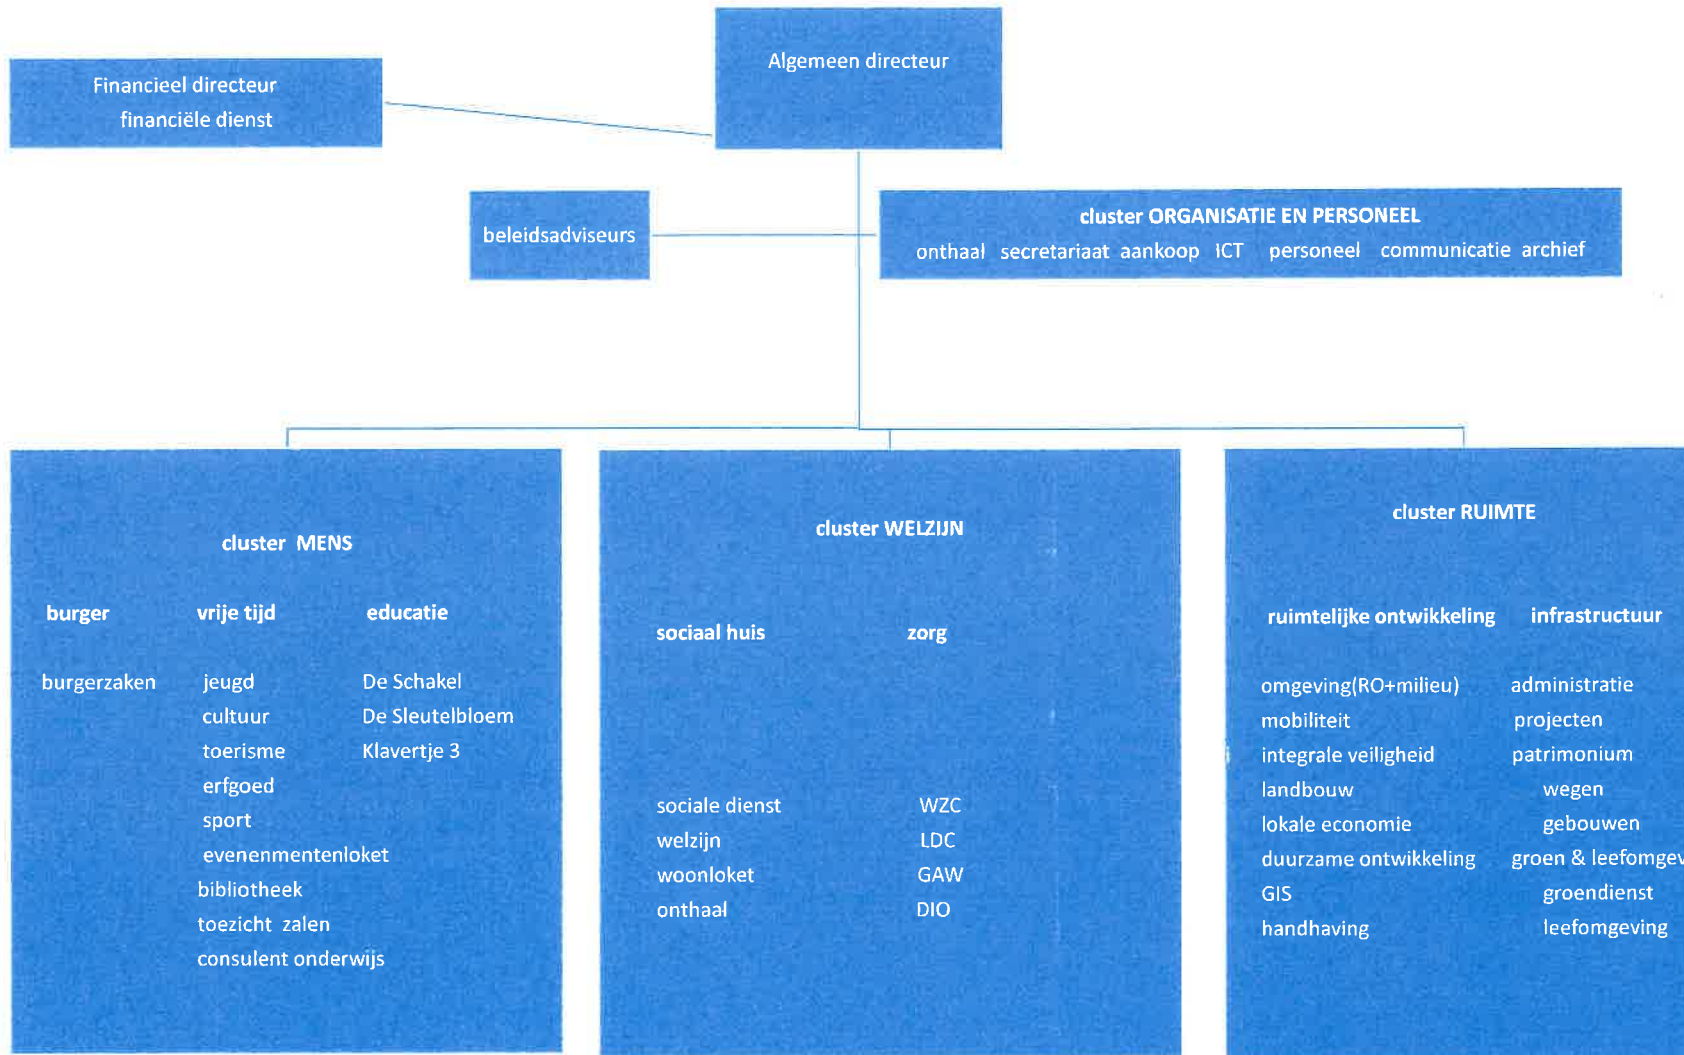 Algemeen directeur
Financieel directeur
financiële dienst
beleidsadviseurs
cluster ORGANISATIE EN PERSONEEL
onthaal secretariaat aankoop ICT personeel communicatie archief
cluster MENS
burger vrije tijd educatie
burgerzaken jeugd De Schakel
cultuur De Sleutelbloem
toerisme Klavertje 3
erfgoed
sport
evenenmentenloket
bibliotheek
toezicht zalen
consulent onderwijs
cluster WELZIJN
sociaal huis zorg
sociale dienst WZC
welzijn LDC
woonloket GAW
onthaal DIO
cluster RUIMTE
ruimtelijke ontwikkeling infrastructuur
omgeving(RO+milieu) administratie
mobiliteit projecten
integrale veiligheid patrimonium
landbouw wegen
lokale economie gebouwen
duurzame ontwikkeling groen & leefomgev
GIS groendienst
handhaving leefomgeving